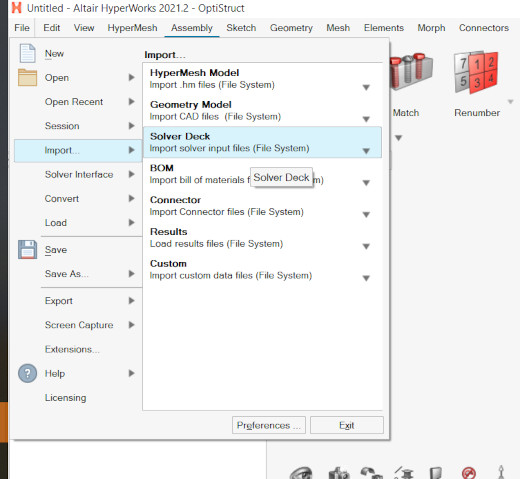 Untitled - Altair HyperWorks 2021.2 - OptiStruct
File Edit View HyperMesh Assembly Sketch Geometry Mesh Elements Morph Connectors
New
Open
Open Recent
Session
Import...
Solver Interface
Convert
Load
Save
Save As...
Export
Screen Capture
Extensions...
Help
Licensing
Import...
HyperMesh Model
Import .hm files (File System)
Geometry Model
Import CAD files (File System)
Solver Deck
Import solver input files (File System)
BOM
Import bill of materials f
Solver Deck
m)
Connector
Import Connector files (File System)
Results
Load results files (File System)
Custom
Import custom data files (File System)
Preferences ...
Exit
Match
7 1 2
5 3 4
Renumber